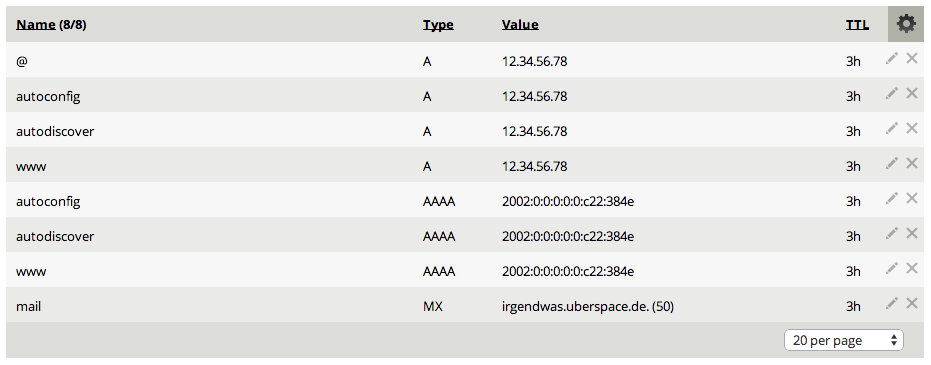 Name (8/8) Type Value TTL
@ A 12.34.56.78 3h
autoconfig A 12.34.56.78 3h
autodiscover A 12.34.56.78 3h
www A 12.34.56.78 3h
autoconfig AAAA 2002:0:0:0:0:0:c22:384e 3h
autodiscover AAAA 2002:0:0:0:0:0:c22:384e 3h
www AAAA 2002:0:0:0:0:0:c22:384e 3h
mail MX irgendwas.uberspace.de. (50) 3h
20 per page